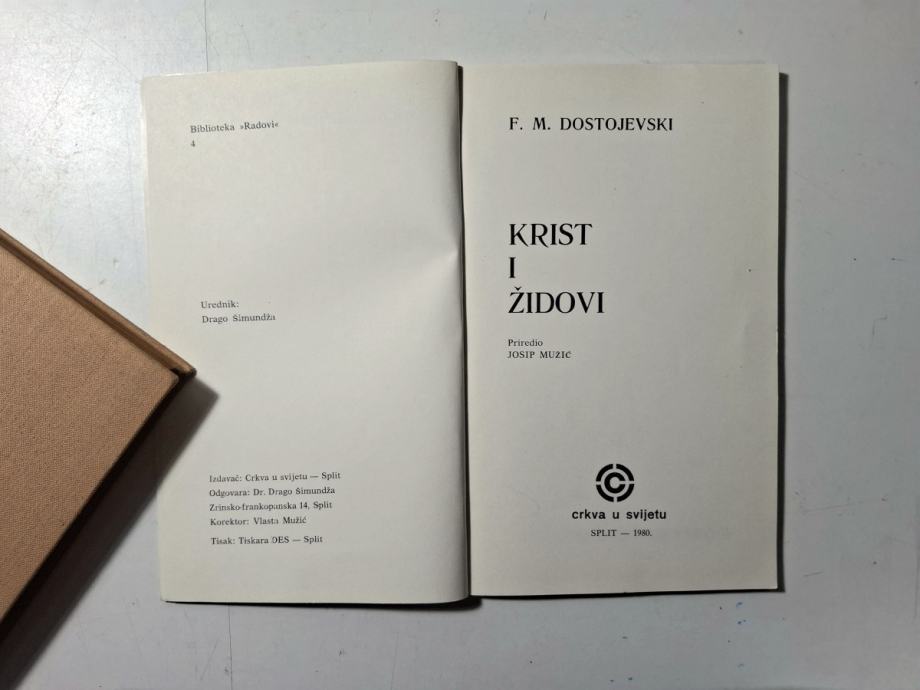 Biblioteka »Radovi«
4
Urednik:
Drago Šimundža
Izdavač: Crkva u svijetu — Split
Odgovara: Dr. Drago Šimundža
Zrinsko-frankopanska 14, Split
Korektor: Vlasta Mužić
Tisak: Tiskara DES — Split
F. M. DOSTOJEVSKI
KRIST
I
ŽIDOVI
Priredio
JOSIP MUŽIĆ
crkva u svijetu
SPLIT — 1980.